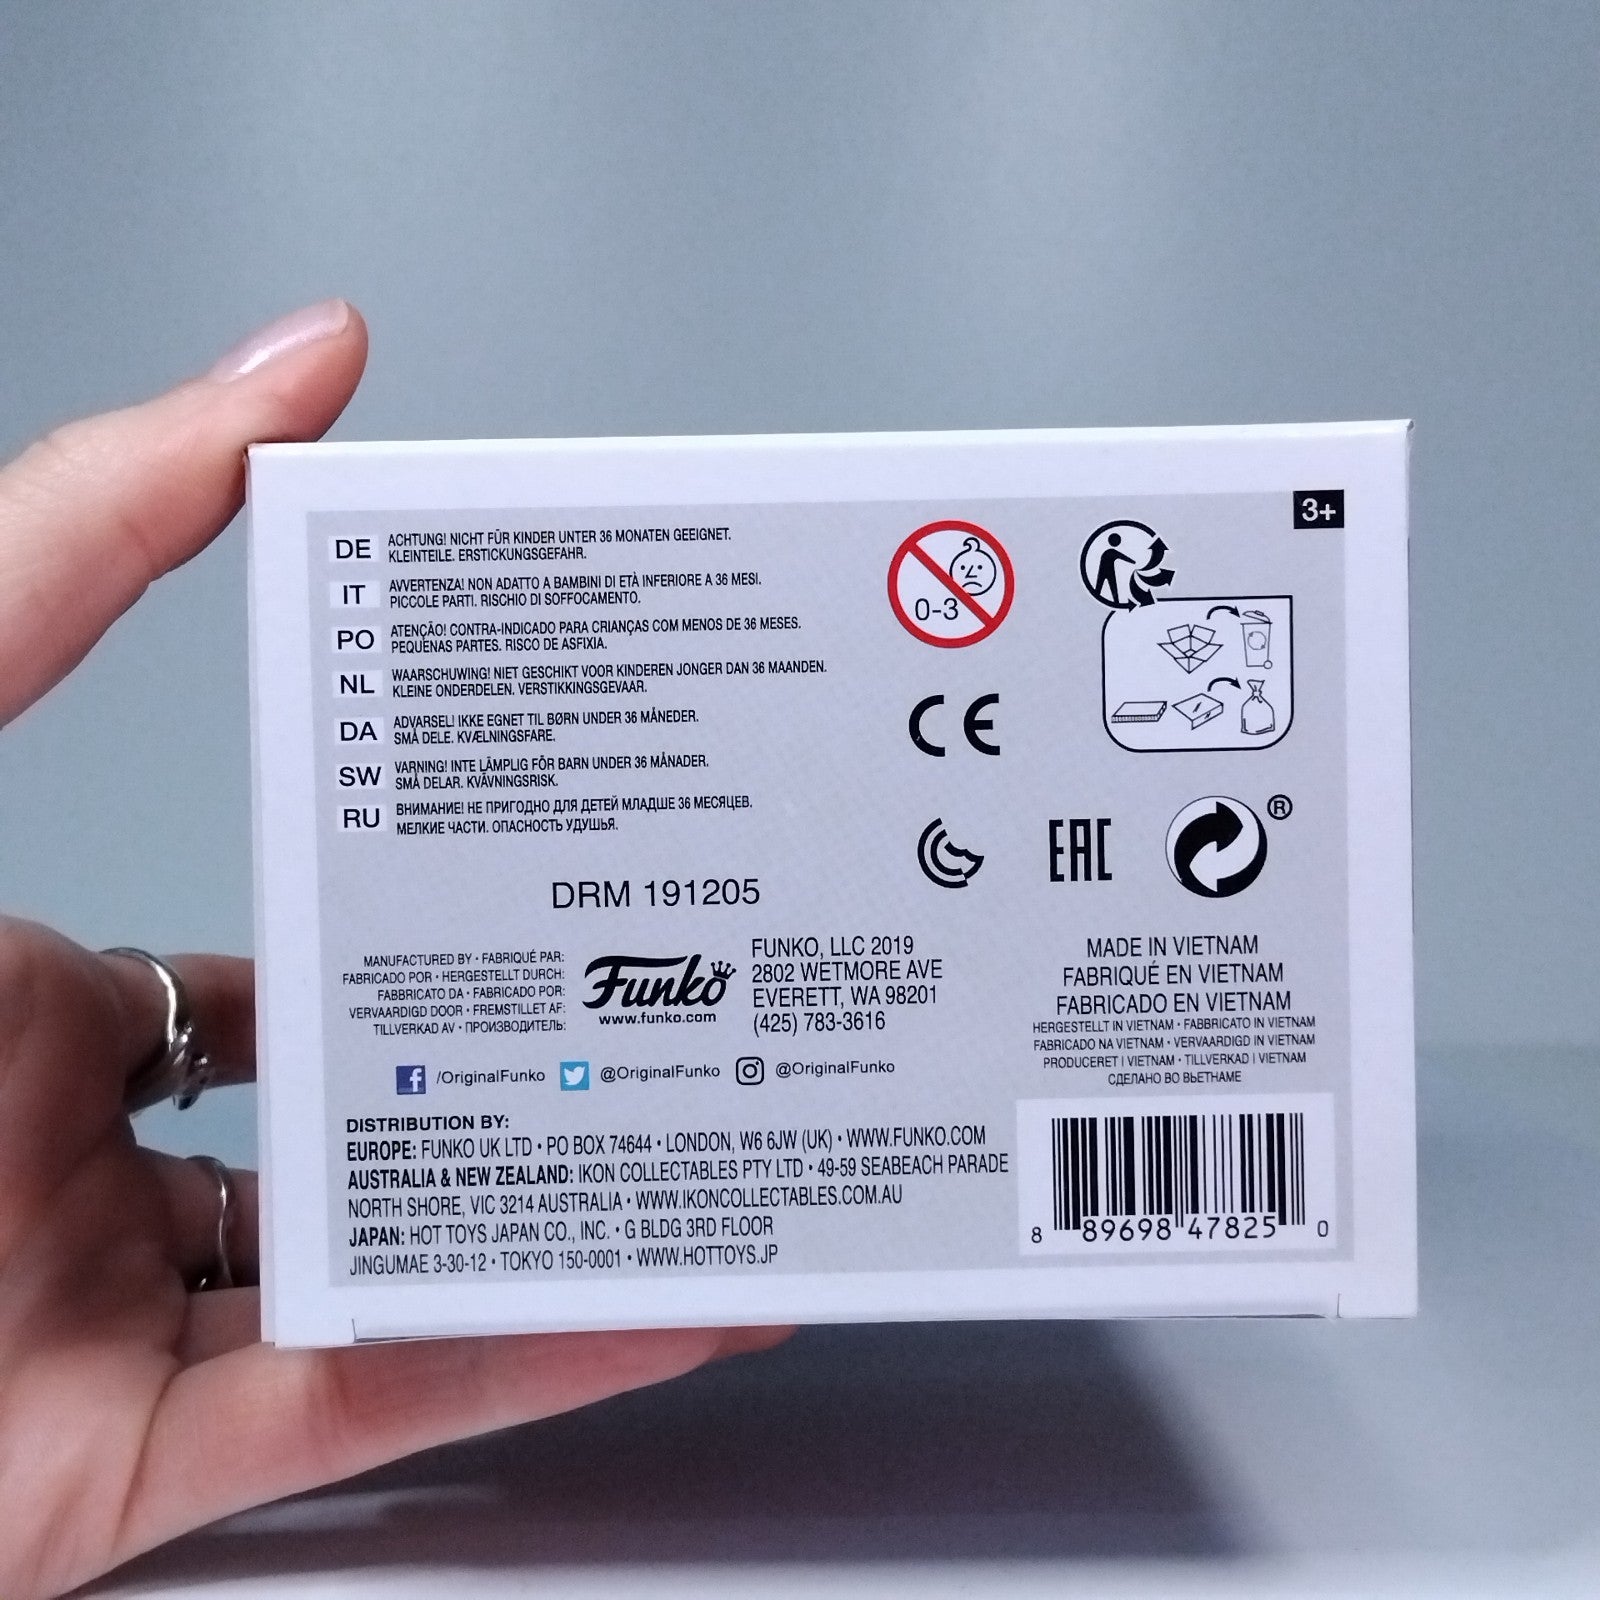 3+
DE
ACHTUNG! NICHT FÜR KINDER UNTER 36 MONATEN GEEIGNET.
KLEINTEILE. ERSTICKUNGSGEFAHR.
IT
AVVERTENZA! NON ADATTO A BAMBINI DI ETÀ INFERIORE A 36 MESI.
PICCOLE PARTI. RISCHIO DI SOFFOCAMENTO.
PO
ATENÇÃO! CONTRA-INDICADO PARA CRIANÇAS COM MENOS DE 36 MESES.
PEQUENAS PARTES. RISCO DE ASFIXIA.
NL
WAARSCHUWING! NIET GESCHIKT VOOR KINDEREN JONGER DAN 36 MAANDEN.
KLEINE ONDERDELEN. VERSTIKKINGSGEVAAR.
DA
ADVARSEL! IKKE EGNET TIL BØRN UNDER 36 MÅNEDER.
SMÅ DELE. KVÆLNINGSFARE.
SW
VARNING! INTE LÄMPLIG FÖR BARN UNDER 36 MÅNADER.
SMÅ DELAR. KVÄVNINGSRISK.
RU
ВНИМАНИЕ! НЕ ПРИГОДНО ДЛЯ ДЕТЕЙ МЛАДШЕ 36 МЕСЯЦЕВ.
МЕЛКИЕ ЧАСТИ. ОПАСНОСТЬ УДУШЬЯ.
0-3
CE
EAC
®
DRM 191205
MANUFACTURED BY • FABRIQUÉ PAR:
FABRICADO POR • HERGESTELLT DURCH:
FABBRICATO DA • FABRICADO POR:
VERVAARDIGD DOOR • FREMSTILLET AF:
TILLVERKAD AV • ПРОИЗВОДИТЕЛЬ:
Funko
www.funko.com
FUNKO, LLC 2019
2802 WETMORE AVE
EVERETT, WA 98201
(425) 783-3616
MADE IN VIETNAM
FABRIQUÉ EN VIETNAM
FABRICADO EN VIETNAM
HERGESTELLT IN VIETNAM • FABBRICATO IN VIETNAM
FABRICADO NA VIETNAM • VERVAARDIGD IN VIETNAM
PRODUCERET I VIETNAM • TILLVERKAD I VIETNAM
СДЕЛАНО ВО ВЬЕТНАМЕ
f /OriginalFunko @OriginalFunko @OriginalFunko
DISTRIBUTION BY:
EUROPE: FUNKO UK LTD • PO BOX 74644 • LONDON, W6 6JW (UK) • WWW.FUNKO.COM
AUSTRALIA & NEW ZEALAND: IKON COLLECTABLES PTY LTD • 49-59 SEABEACH PARADE
NORTH SHORE, VIC 3214 AUSTRALIA • WWW.IKONCOLLECTABLES.COM.AU
JAPAN: HOT TOYS JAPAN CO., INC. • G BLDG 3RD FLOOR
JINGUMAE 3-30-12 • TOKYO 150-0001 • WWW.HOTTOYS.JP
8 89698 47825 0